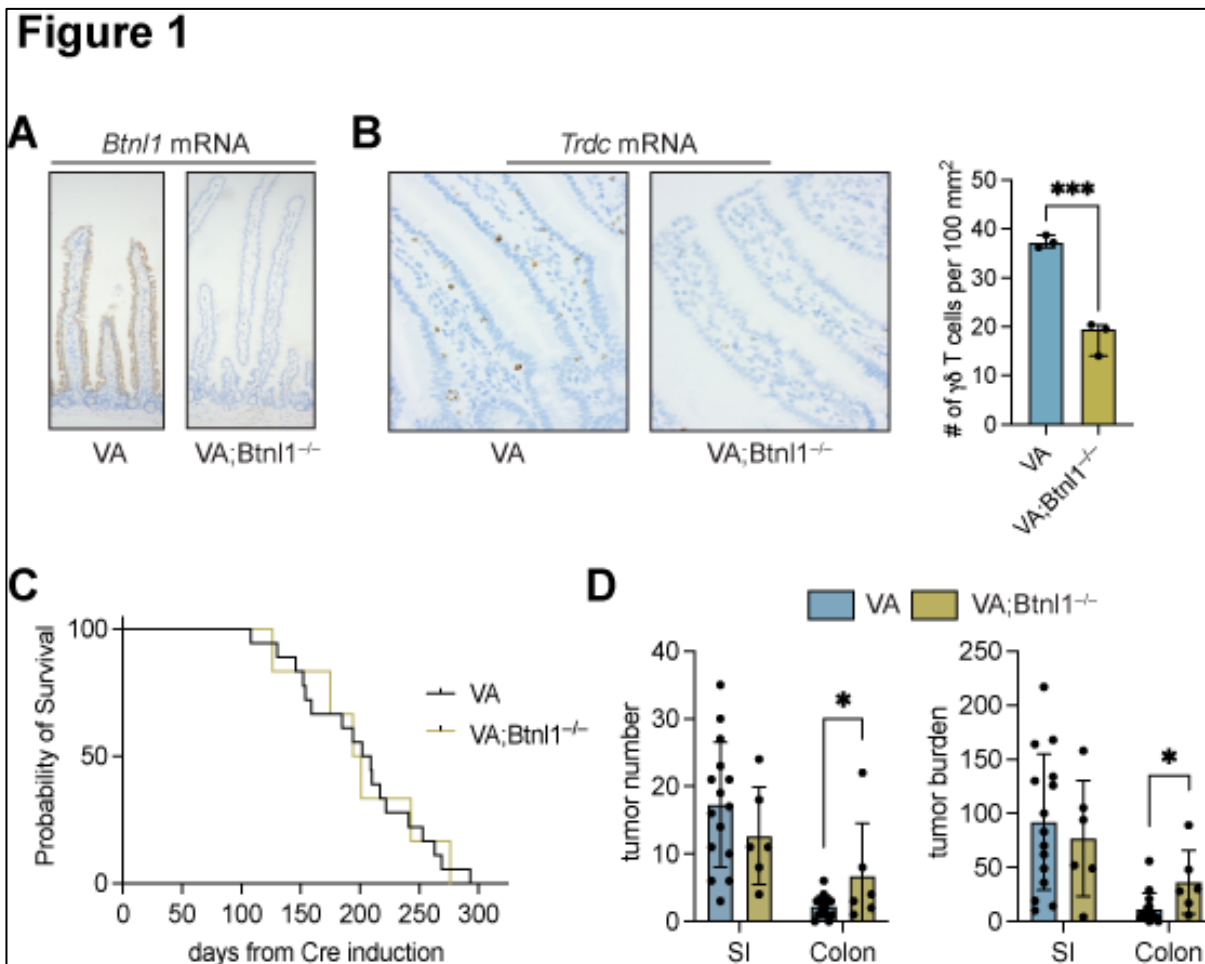 Figure 1
A
Btnl1 mRNA
VA
VA;Btnl1–/–
B
Trdc mRNA
VA
VA;Btnl1–/–
# of γδ T cells per 100 mm²
50
40
30
20
10
0
***
VA
VA;Btnl1–/–
C
Probability of Survival
100
50
0
0 50 100 150 200 250 300
days from Cre induction
VA
VA;Btnl1–/–
D
VA VA;Btnl1–/–
tumor number
40
30
20
10
0
*
SI Colon
tumor burden
250
200
150
100
50
0
*
SI Colon